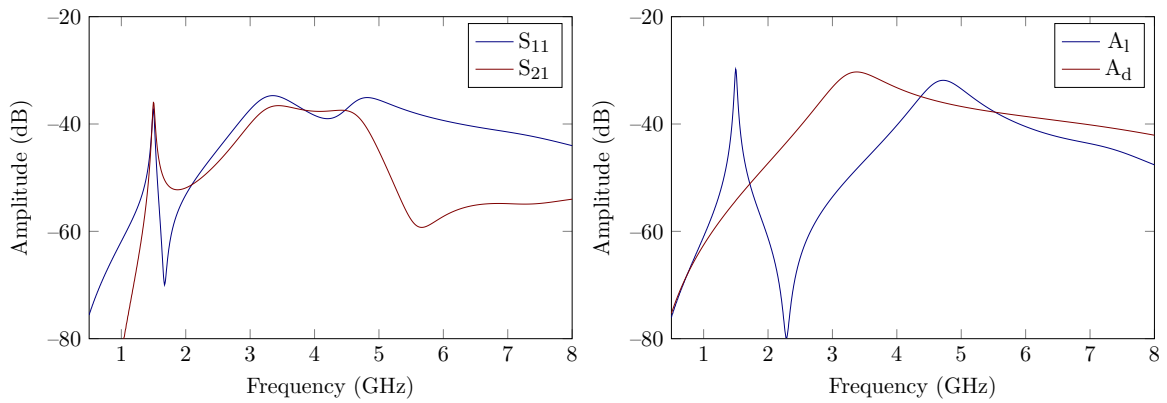 −20
−40
−60
−80
1 2 3 4 5 6 7 8
Frequency (GHz)
Amplitude (dB)
S11
S21
−20
−40
−60
−80
1 2 3 4 5 6 7 8
Frequency (GHz)
Amplitude (dB)
Al
Ad